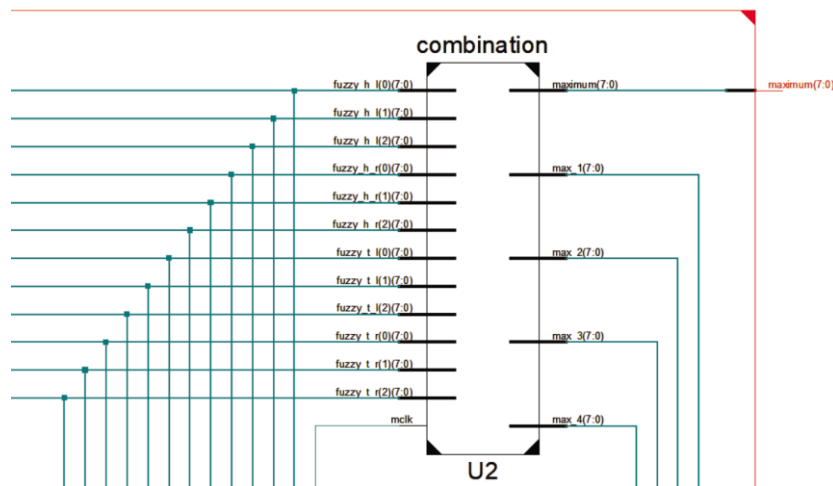 combination
fuzzy_h_l(0)(7:0)
maximum(7:0)
maximum(7:0)
fuzzy_h_l(1)(7:0)
fuzzy_h_l(2)(7:0)
fuzzy_h_r(0)(7:0)
max_1(7:0)
fuzzy_h_r(1)(7:0)
fuzzy_h_r(2)(7:0)
fuzzy_t_l(0)(7:0)
max_2(7:0)
fuzzy_t_l(1)(7:0)
fuzzy_t_l(2)(7:0)
fuzzy_t_r(0)(7:0)
max_3(7:0)
fuzzy_t_r(1)(7:0)
fuzzy_t_r(2)(7:0)
mclk
max_4(7:0)
U2